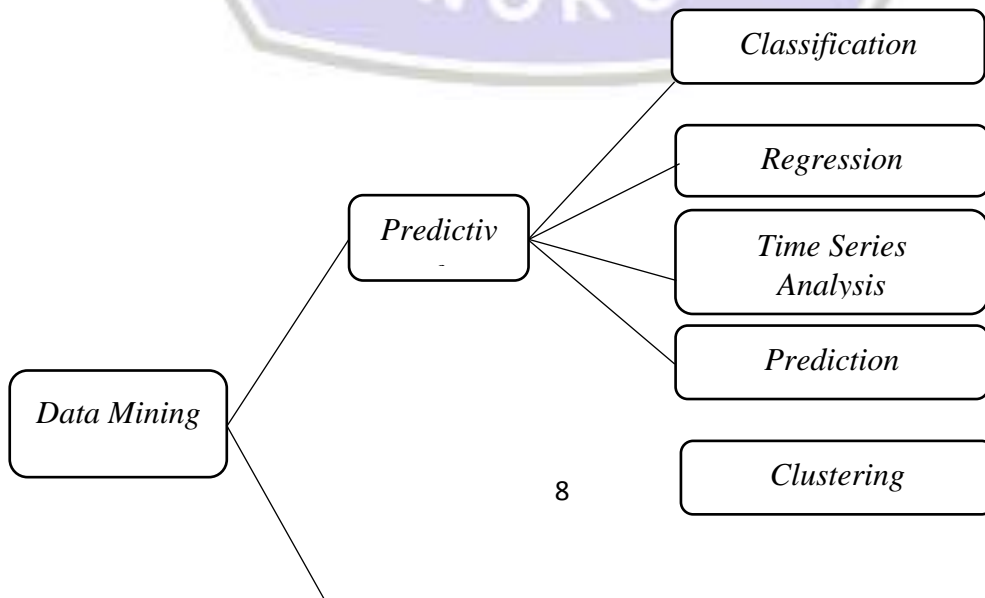 Classification
Regression
Predictiv
Time Series
Analysis
Prediction
Data Mining
Clustering
8